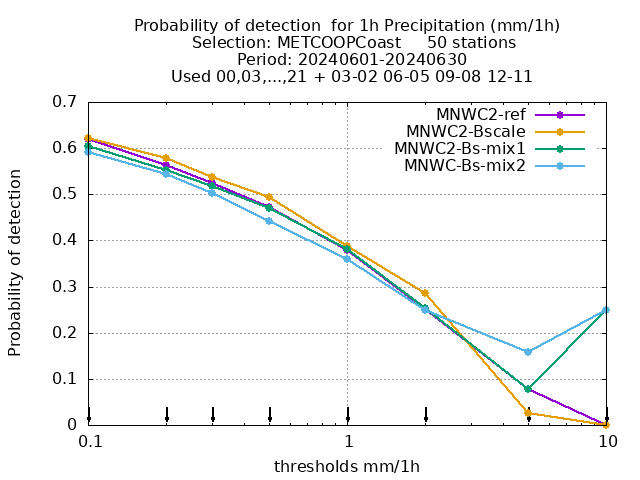 Probability of detection  for 1h Precipitation (mm/1h)
Selection: METCOOPCoast     50 stations
Period: 20240601-20240630
Used 00,03,...,21 + 03-02 06-05 09-08 12-11
MNWC2-ref
MNWC2-Bscale
MNWC2-Bs-mix1
MNWC-Bs-mix2
Probability of detection
0.7
0.6
0.5
0.4
0.3
0.2
0.1
0
0.1 1 10
thresholds mm/1h